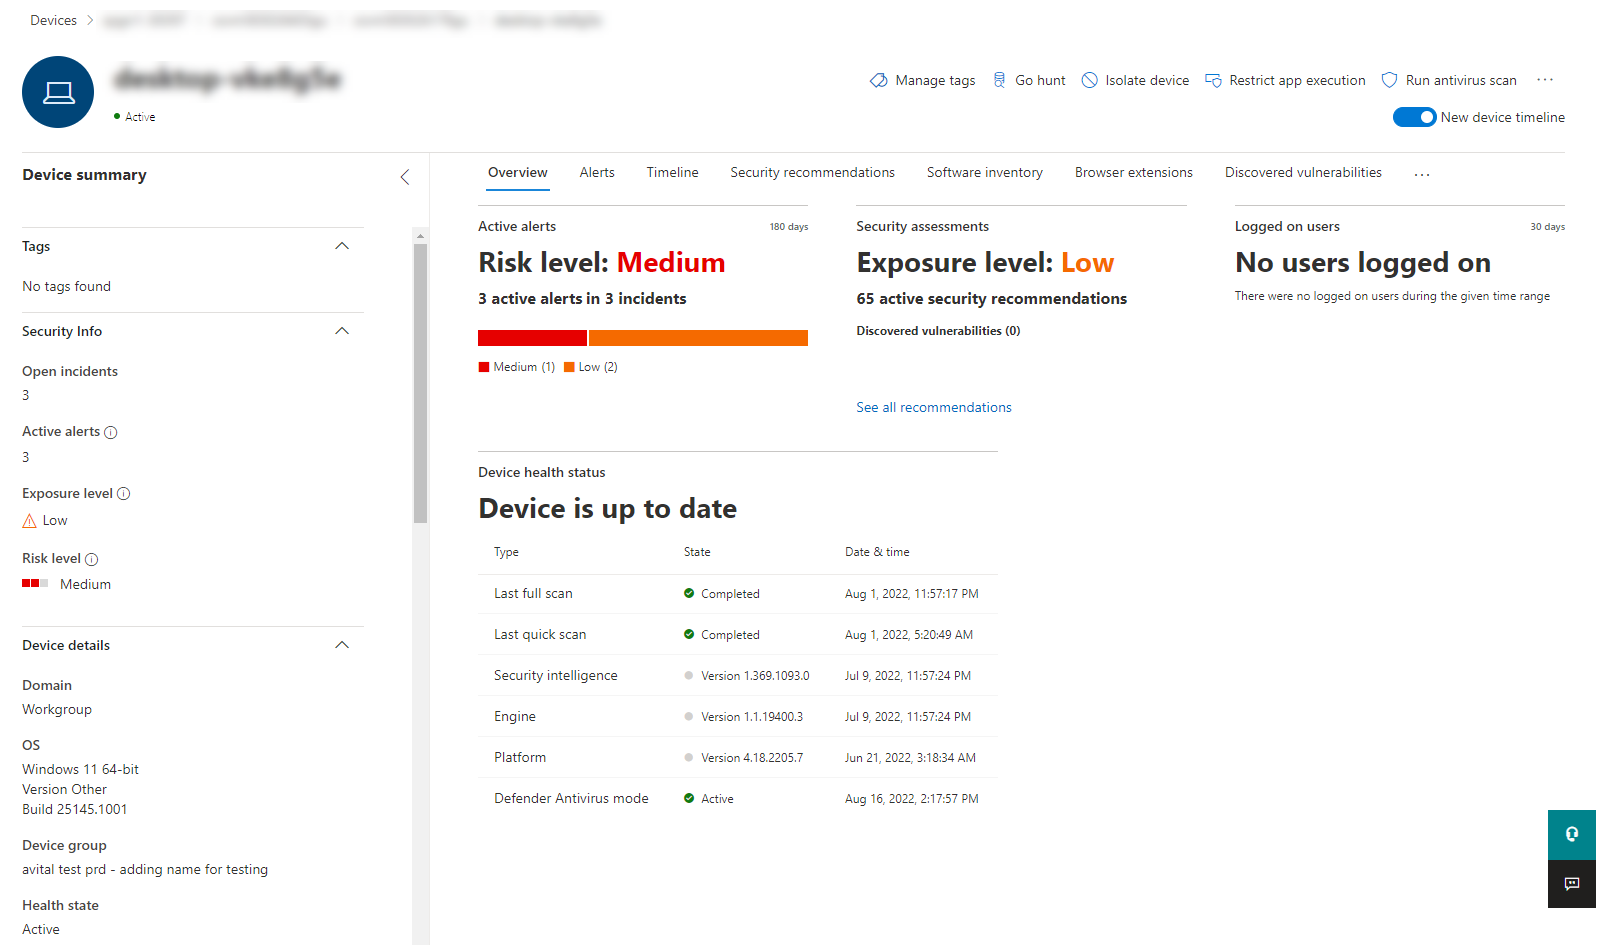 Devices
Active
Manage tags
Go hunt
Isolate device
Restrict app execution
Run antivirus scan
New device timeline
Device summary
Tags
No tags found
Security Info
Open incidents
3
Active alerts
3
Exposure level
Low
Risk level
Medium
Device details
Domain
Workgroup
OS
Windows 11 64-bit
Version Other
Build 25145.1001
Device group
avital test prd - adding name for testing
Health state
Active
Overview Alerts Timeline Security recommendations Software inventory Browser extensions Discovered vulnerabilities
Active alerts 180 days
Risk level: Medium
3 active alerts in 3 incidents
Medium (1) Low (2)
Security assessments
Exposure level: Low
65 active security recommendations
Discovered vulnerabilities (0)
See all recommendations
Logged on users 30 days
No users logged on
There were no logged on users during the given time range
Device health status
Device is up to date
Type State Date & time
Last full scan Completed Aug 1, 2022, 11:57:17 PM
Last quick scan Completed Aug 1, 2022, 5:20:49 AM
Security intelligence Version 1.369.1093.0 Jul 9, 2022, 11:57:24 PM
Engine Version 1.1.19400.3 Jul 9, 2022, 11:57:24 PM
Platform Version 4.18.2205.7 Jun 21, 2022, 3:18:34 AM
Defender Antivirus mode Active Aug 16, 2022, 2:17:57 PM